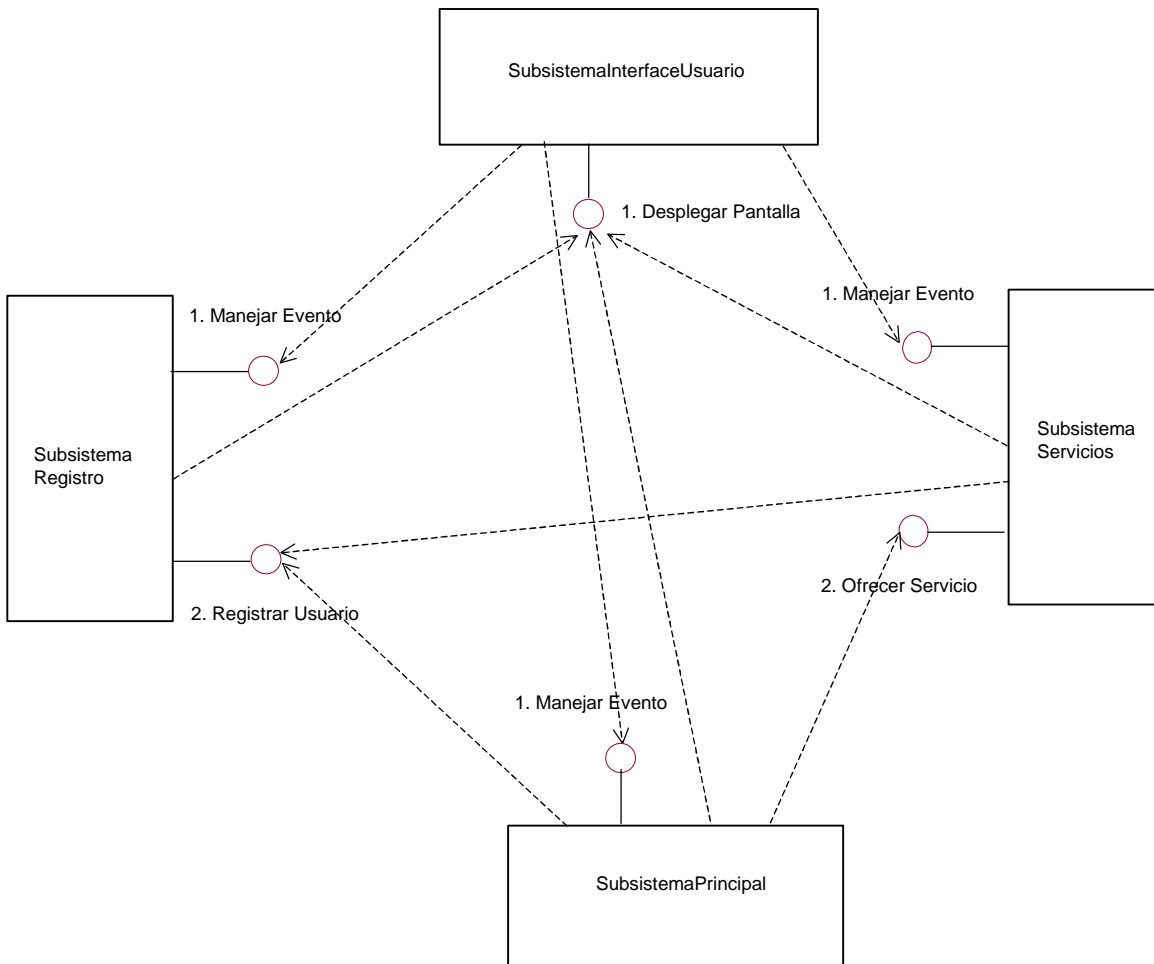 SubsistemaInterfaceUsuario
1. Desplegar Pantalla
1. Manejar Evento
1. Manejar Evento
Subsistema
Registro
Subsistema
Servicios
2. Registrar Usuario
2. Ofrecer Servicio
1. Manejar Evento
SubsistemaPrincipal